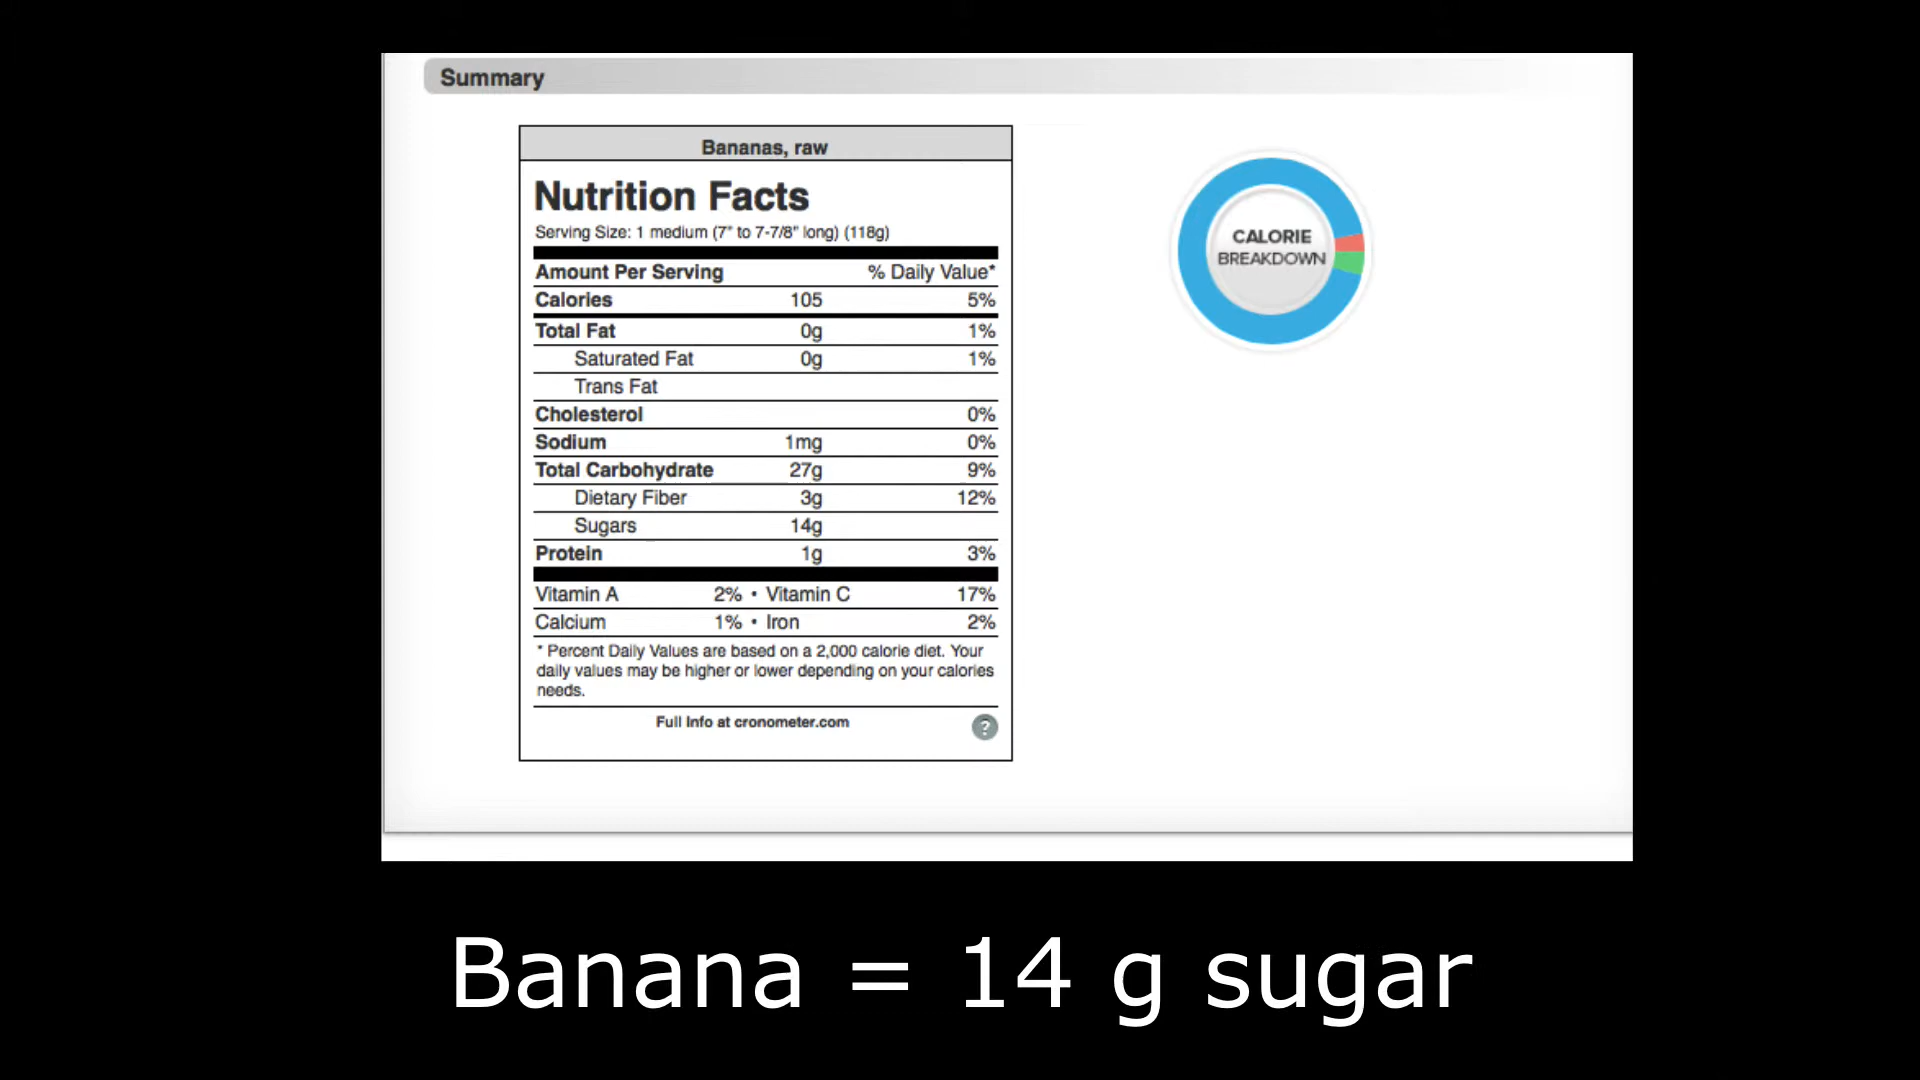 Summary
Bananas, raw
Nutrition Facts
Serving Size: 1 medium (7" to 7-7/8" long) (118g)
Amount Per Serving % Daily Value*
Calories 105 5%
Total Fat 0g 1%
Saturated Fat 0g 1%
Trans Fat
Cholesterol 0%
Sodium 1mg 0%
Total Carbohydrate 27g 9%
Dietary Fiber 3g 12%
Sugars 14g
Protein 1g 3%
Vitamin A 2% • Vitamin C 17%
Calcium 1% • Iron 2%
* Percent Daily Values are based on a 2,000 calorie diet. Your
daily values may be higher or lower depending on your calories
needs.
Full Info at cronometer.com
?
CALORIE
BREAKDOWN
Banana = 14 g sugar